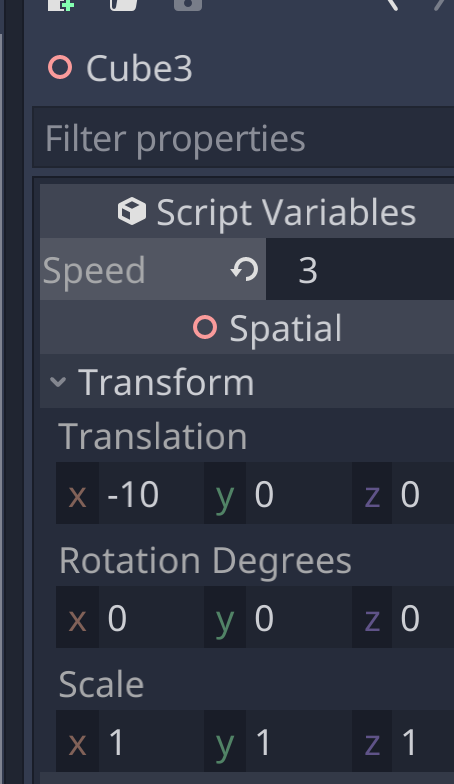 Cube3
Filter properties
Script Variables
Speed 3
Spatial
Transform
Translation
x -10 y 0 z 0
Rotation Degrees
x 0 y 0 z 0
Scale
x 1 y 1 z 1